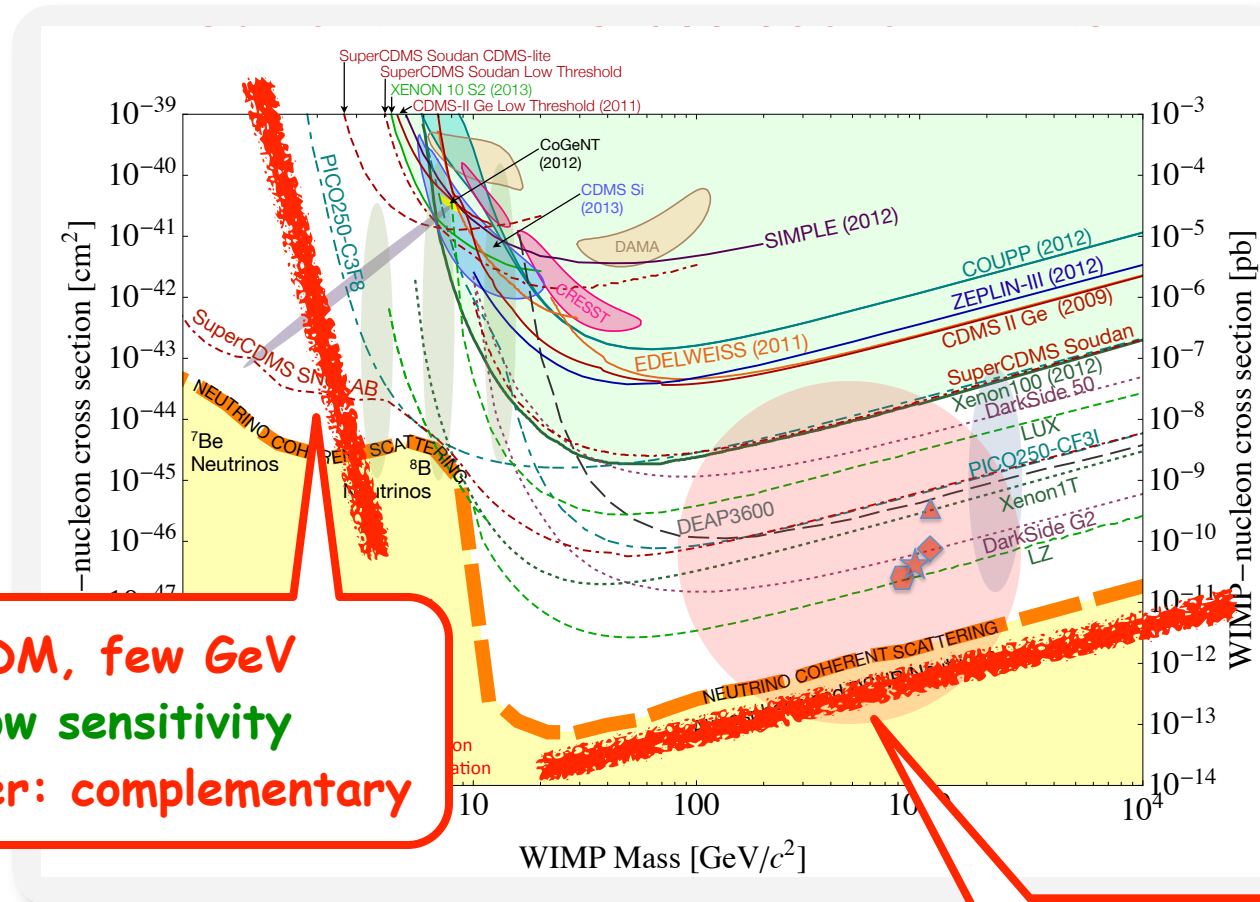 SuperCDMS Soudan CDMS-lite
SuperCDMS Soudan Low Threshold
XENON 10 S2 (2013)
CDMS-II Ge Low Threshold (2011)
10−39
10−40
10−41
10−42
10−43
10−44
10−45
10−46
−nucleon cross section [cm2]
10−3
10−4
10−5
10−6
10−7
10−8
10−9
10−10
10−11
10−12
10−13
10−14
WIMP−nucleon cross section [pb]
PICO250-C3F8
CoGeNT
(2012)
CDMS Si
(2013)
DAMA
CRESST
SIMPLE (2012)
COUPP (2012)
ZEPLIN-III (2012)
CDMS II Ge (2009)
EDELWEISS (2011)
SuperCDMS Soudan
Xenon100 (2012)
DarkSide 50
LUX
PICO250-CF3I
Xenon1T
DEAP3600
DarkSide G2
LZ
SuperCDMS SNOLAB
NEUTRINO COHERENT SCATTERING
7Be
Neutrinos
8B
Neutrinos
NEUTRINO COHERENT SCATTERING
DM, few GeV
ow sensitivity
er: complementary
10
100
104
WIMP Mass [GeV/c2]